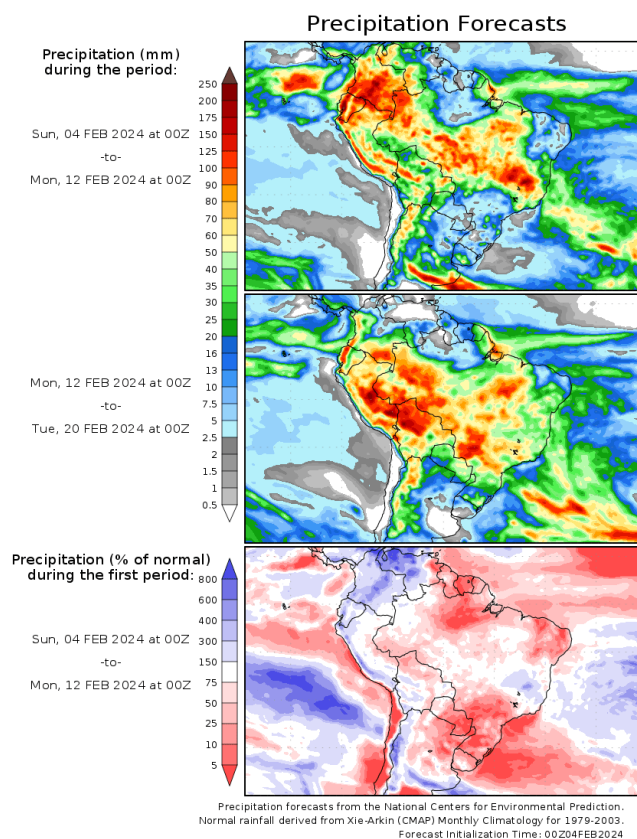 Precipitation Forecasts
Precipitation (mm)
during the period:
Sun, 04 FEB 2024 at 00Z
-to-
Mon, 12 FEB 2024 at 00Z
250
200
175
150
125
100
90
80
70
60
50
40
35
30
25
20
16
13
10
7.5
5
2.5
2
1.5
1
0.5
Mon, 12 FEB 2024 at 00Z
-to-
Tue, 20 FEB 2024 at 00Z
Precipitation (% of normal)
during the first period:
Sun, 04 FEB 2024 at 00Z
-to-
Mon, 12 FEB 2024 at 00Z
800
600
400
300
150
75
50
25
10
5
Precipitation forecasts from the National Centers for Environmental Prediction.
Normal rainfall derived from Xie-Arkin (CMAP) Monthly Climatology for 1979-2003.
Forecast Initialization Time: 00Z04FEB2024